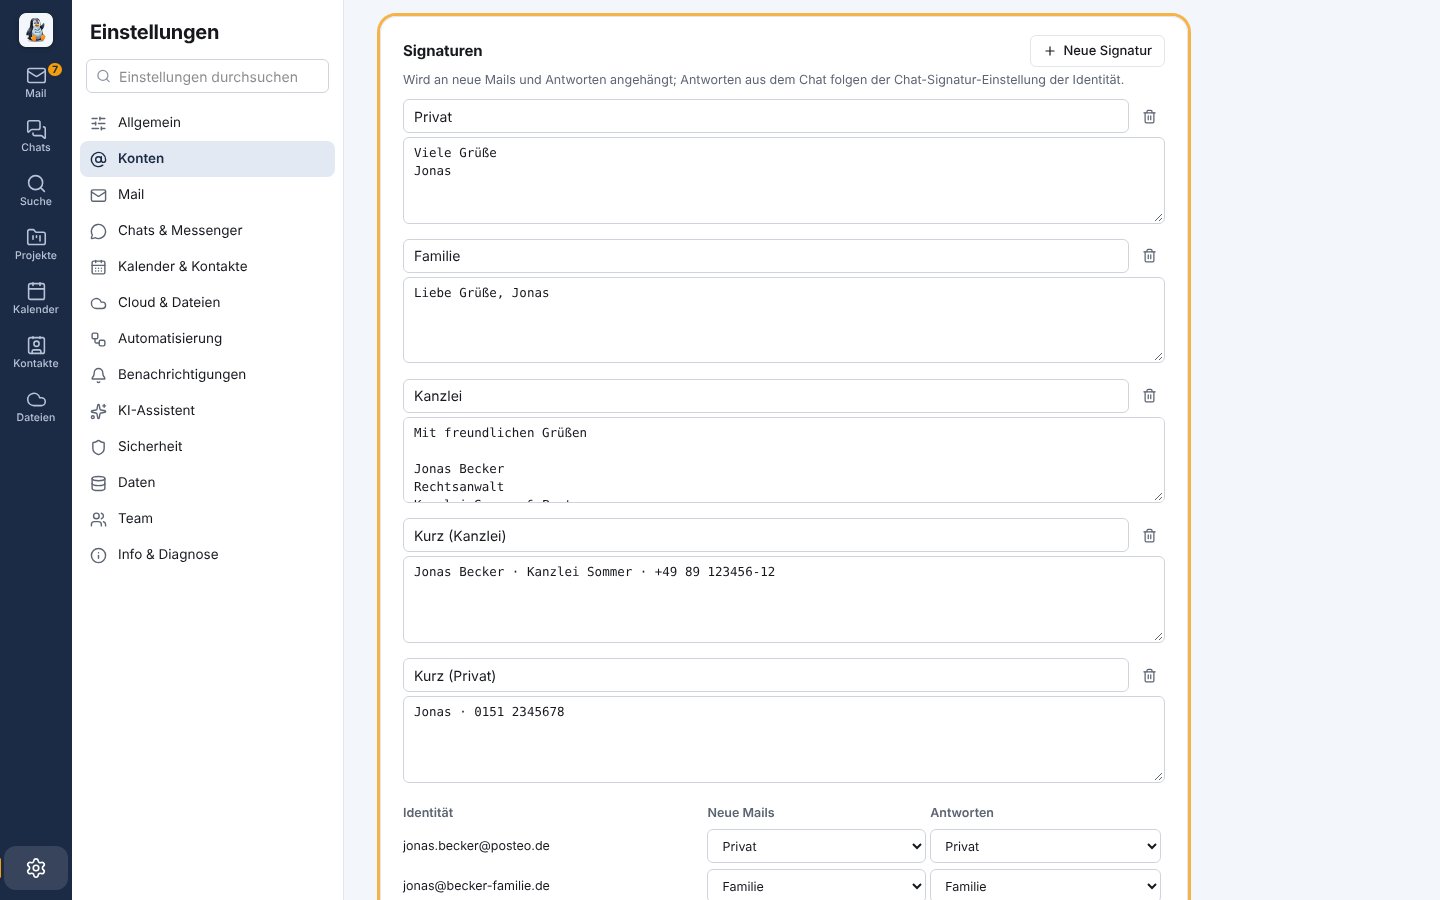 Einstellungen
Einstellungen durchsuchen
7
Mail
Chats
Suche
Projekte
Kalender
Kontakte
Dateien
Allgemein
Konten
Mail
Chats & Messenger
Kalender & Kontakte
Cloud & Dateien
Automatisierung
Benachrichtigungen
KI-Assistent
Sicherheit
Daten
Team
Info & Diagnose
Signaturen
Neue Signatur
Wird an neue Mails und Antworten angehängt; Antworten aus dem Chat folgen der Chat-Signatur-Einstellung der Identität.
Privat
Viele Grüße
Jonas
Familie
Liebe Grüße, Jonas
Kanzlei
Mit freundlichen Grüßen
Jonas Becker
Rechtsanwalt
Kurz (Kanzlei)
Jonas Becker · Kanzlei Sommer · +49 89 123456-12
Kurz (Privat)
Jonas · 0151 2345678
Identität Neue Mails Antworten
jonas.becker@posteo.de Privat Privat
jonas@becker-familie.de Familie Familie